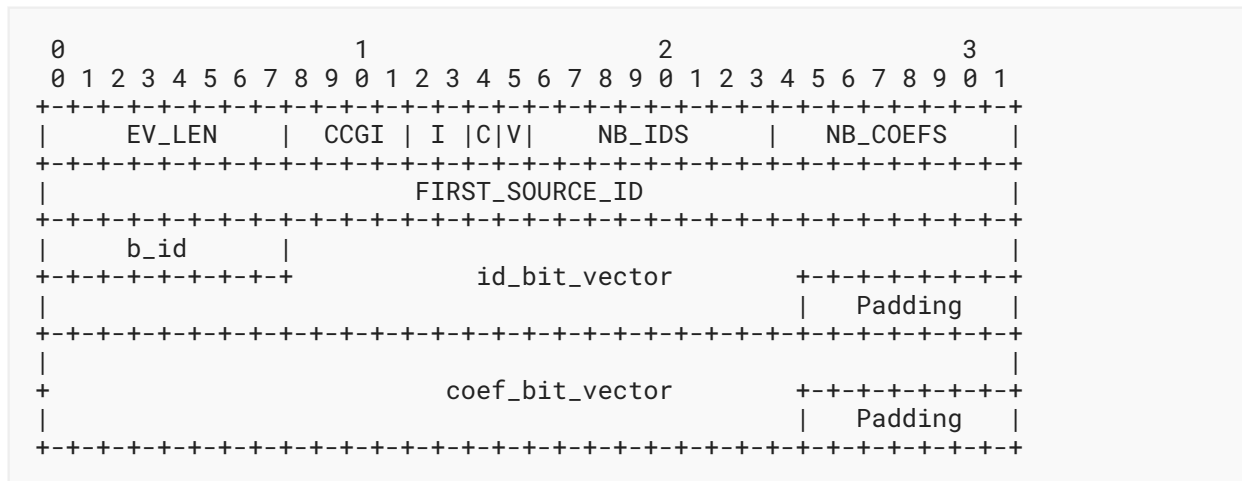 0                   1                   2                   3
 0 1 2 3 4 5 6 7 8 9 0 1 2 3 4 5 6 7 8 9 0 1 2 3 4 5 6 7 8 9 0 1
+-+-+-+-+-+-+-+-+-+-+-+-+-+-+-+-+-+-+-+-+-+-+-+-+-+-+-+-+-+-+-+-+
|     EV_LEN    |  CCGI | I |C|V|    NB_IDS     |   NB_COEFS    |
+-+-+-+-+-+-+-+-+-+-+-+-+-+-+-+-+-+-+-+-+-+-+-+-+-+-+-+-+-+-+-+-+
|                        FIRST_SOURCE_ID                        |
+-+-+-+-+-+-+-+-+-+-+-+-+-+-+-+-+-+-+-+-+-+-+-+-+-+-+-+-+-+-+-+-+
|     b_id      |                                               |
+-+-+-+-+-+-+-+-+            id_bit_vector        +-+-+-+-+-+-+-+
|                                                 |   Padding   |
+-+-+-+-+-+-+-+-+-+-+-+-+-+-+-+-+-+-+-+-+-+-+-+-+-+-+-+-+-+-+-+-+
|                                                               |
+                          coef_bit_vector        +-+-+-+-+-+-+-+
|                                                 |   Padding   |
+-+-+-+-+-+-+-+-+-+-+-+-+-+-+-+-+-+-+-+-+-+-+-+-+-+-+-+-+-+-+-+-+